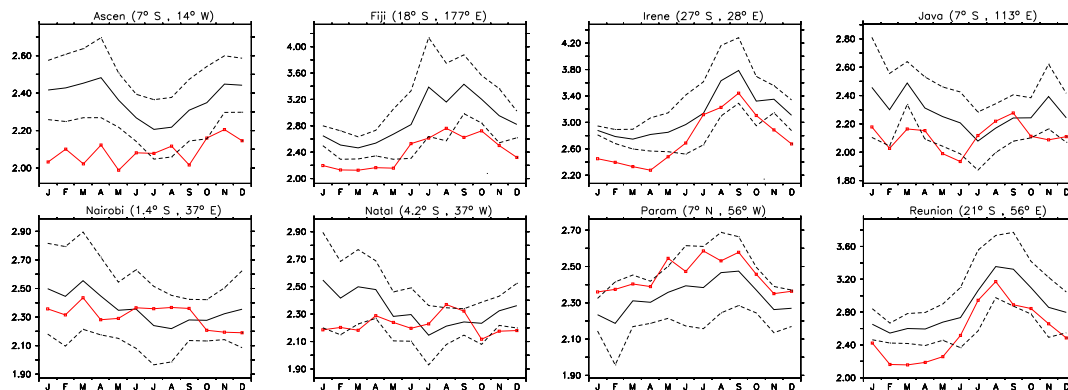 Ascen (7° S , 14° W)
2.60
2.40
2.20
2.00
J F M A M J J A S O N D
Fiji (18° S , 177° E)
4.00
3.60
3.20
2.80
2.40
2.00
J F M A M J J A S O N D
Irene (27° S , 28° E)
4.20
3.80
3.40
3.00
2.60
2.20
J F M A M J J A S O N D
Java (7° S , 113° E)
2.80
2.60
2.40
2.20
2.00
1.80
J F M A M J J A S O N D
Nairobi (1.4° S , 37° E)
2.90
2.70
2.50
2.30
2.10
1.90
J F M A M J J A S O N D
Natal (4.2° S , 37° W)
2.90
2.70
2.50
2.30
2.10
1.90
J F M A M J J A S O N D
Param (7° N , 56° W)
2.70
2.50
2.30
2.10
1.90
J F M A M J J A S O N D
Reunion (21° S , 56° E)
3.60
3.20
2.80
2.40
2.00
J F M A M J J A S O N D